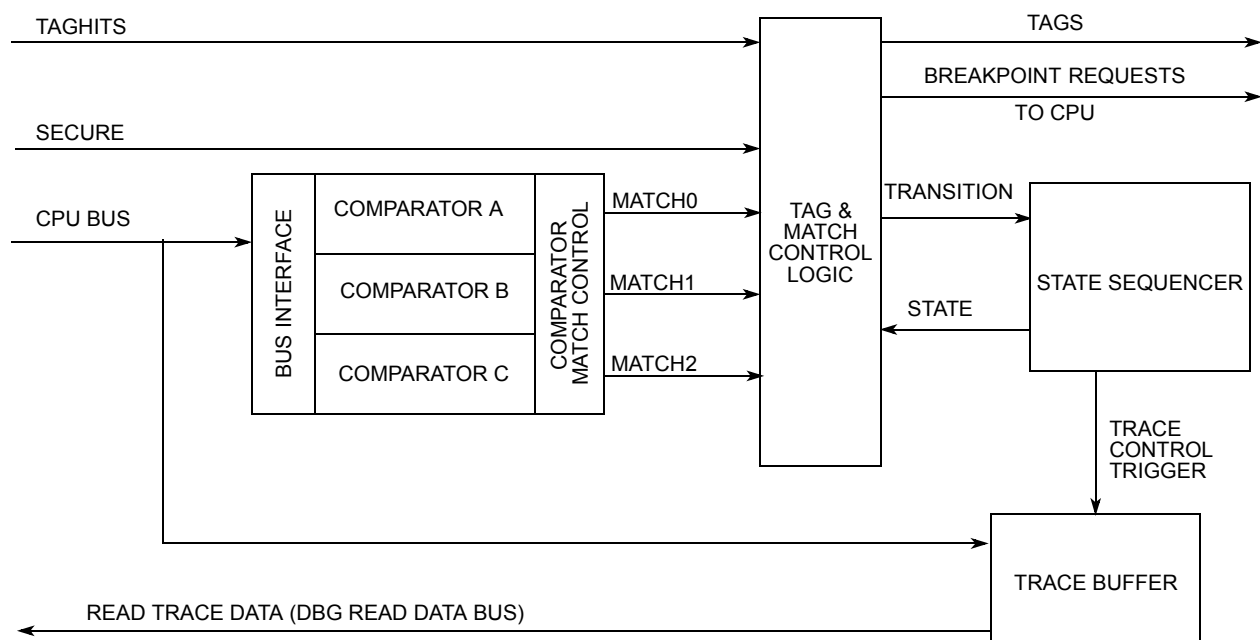 TAGHITS
TAGS
BREAKPOINT REQUESTS
TO CPU
SECURE
CPU BUS
BUS INTERFACE
COMPARATOR A
COMPARATOR B
COMPARATOR C
COMPARATOR
MATCH CONTROL
MATCH0
MATCH1
MATCH2
TAG &
MATCH
CONTROL
LOGIC
TRANSITION
STATE
STATE SEQUENCER
TRACE
CONTROL
TRIGGER
TRACE BUFFER
READ TRACE DATA (DBG READ DATA BUS)